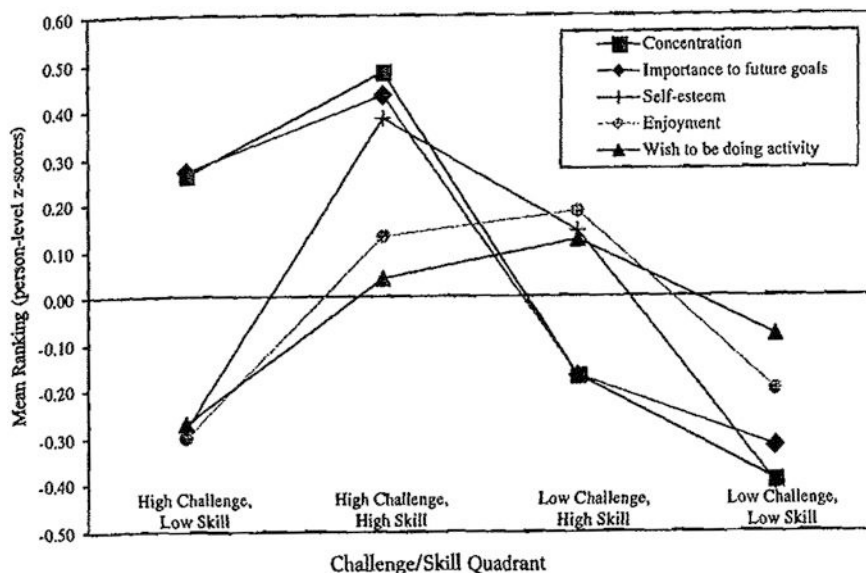 0.60
0.50
0.40
0.30
0.20
0.10
0.00
-0.10
-0.20
-0.30
-0.40
-0.50
Mean Ranking (person-level z-scores)
Concentration
Importance to future goals
Self-esteem
Enjoyment
Wish to be doing activity
High Challenge,
Low Skill
High Challenge,
High Skill
Low Challenge,
High Skill
Low Challenge,
Low Skill
Challenge/Skill Quadrant